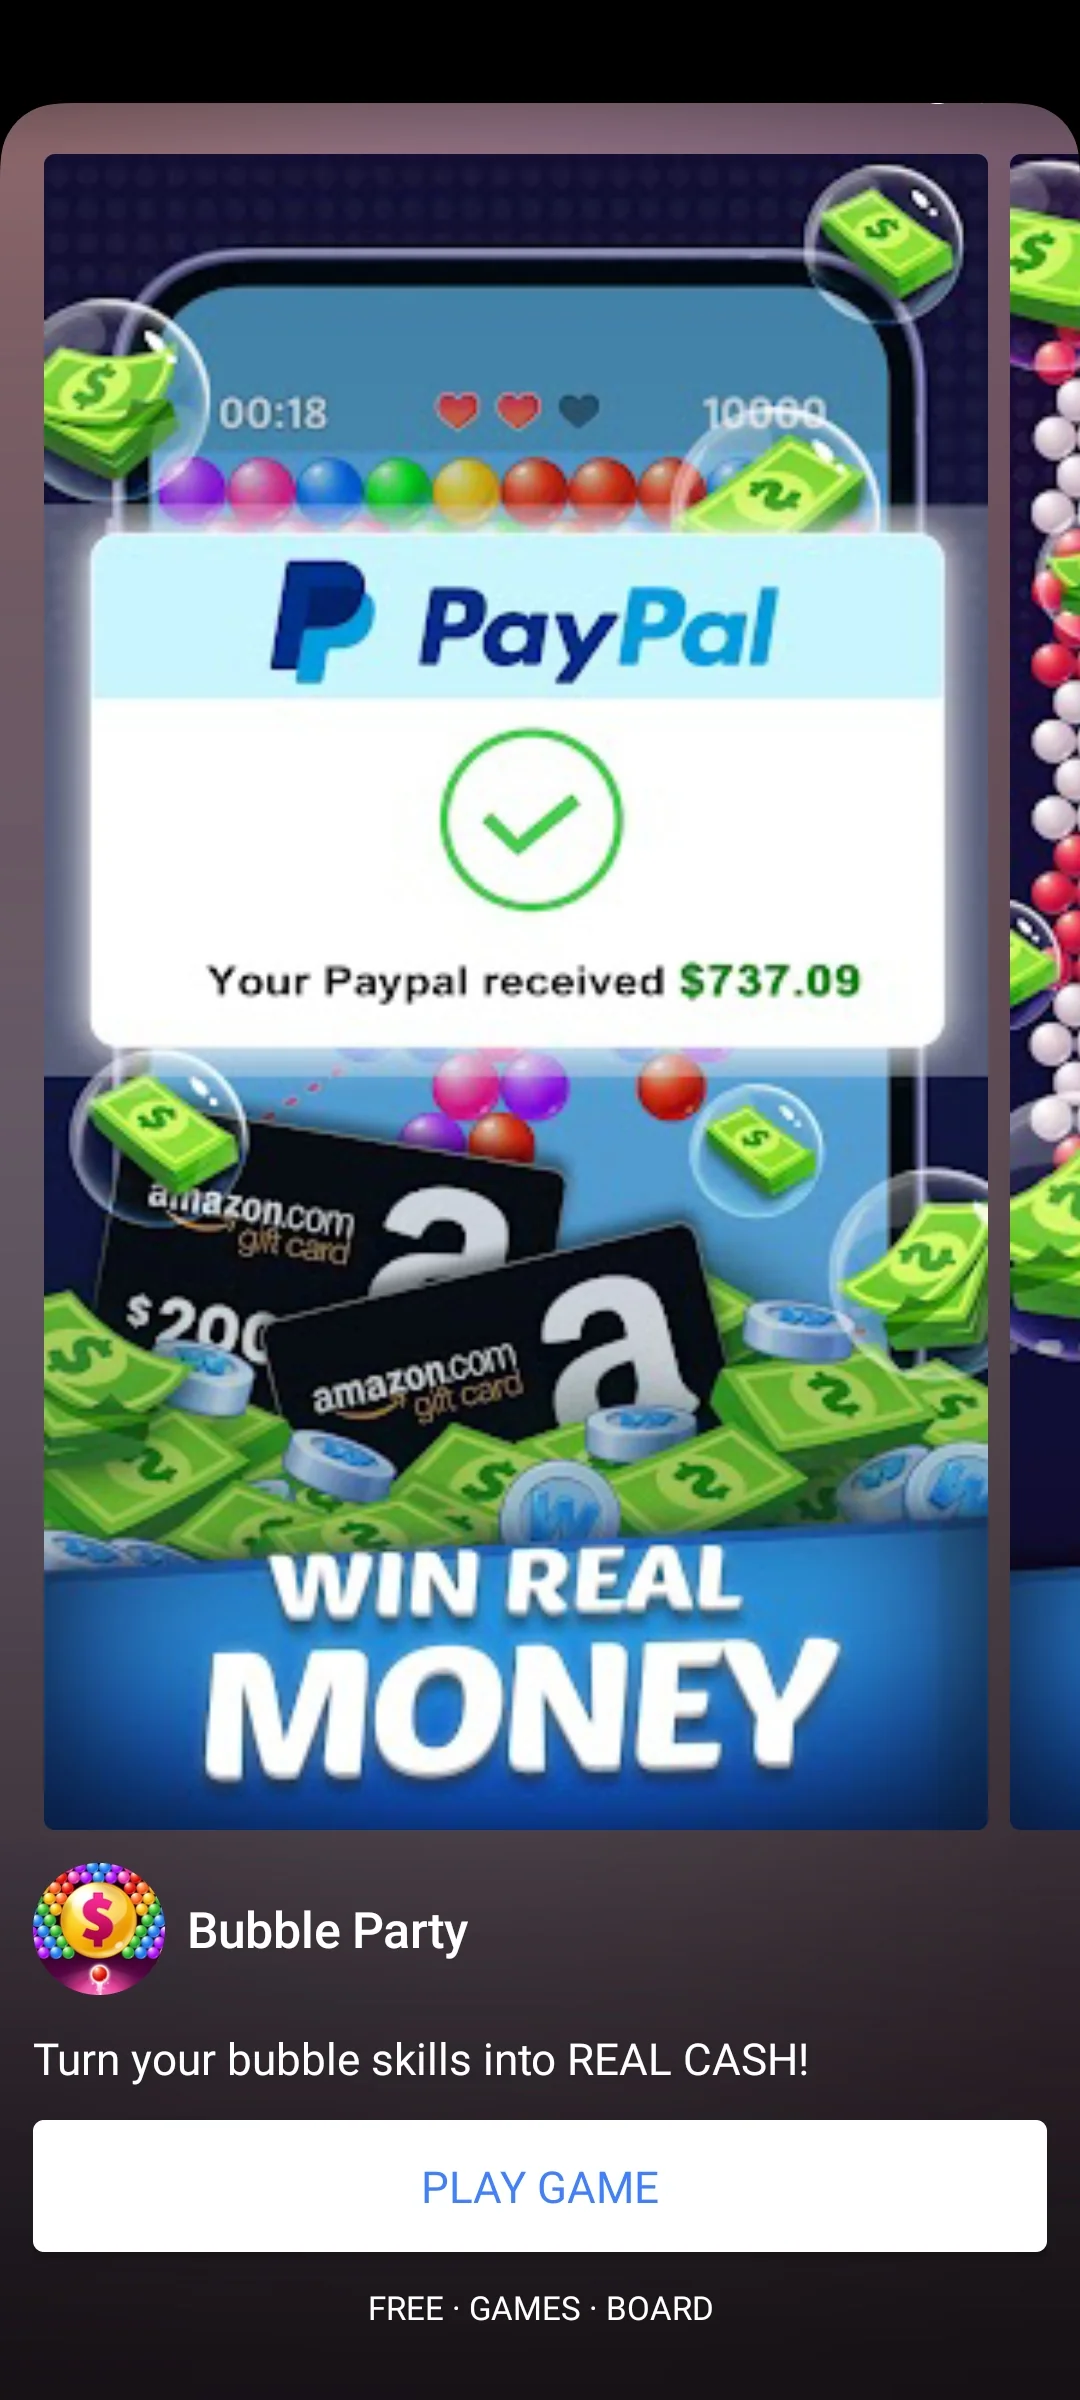 00:18
10000
PayPal
Your Paypal received $737.09
amazon.com
gift card
$200
amazon.com
gift card
WIN REAL
MONEY
Bubble Party
Turn your bubble skills into REAL CASH!
PLAY GAME
FREE · GAMES · BOARD